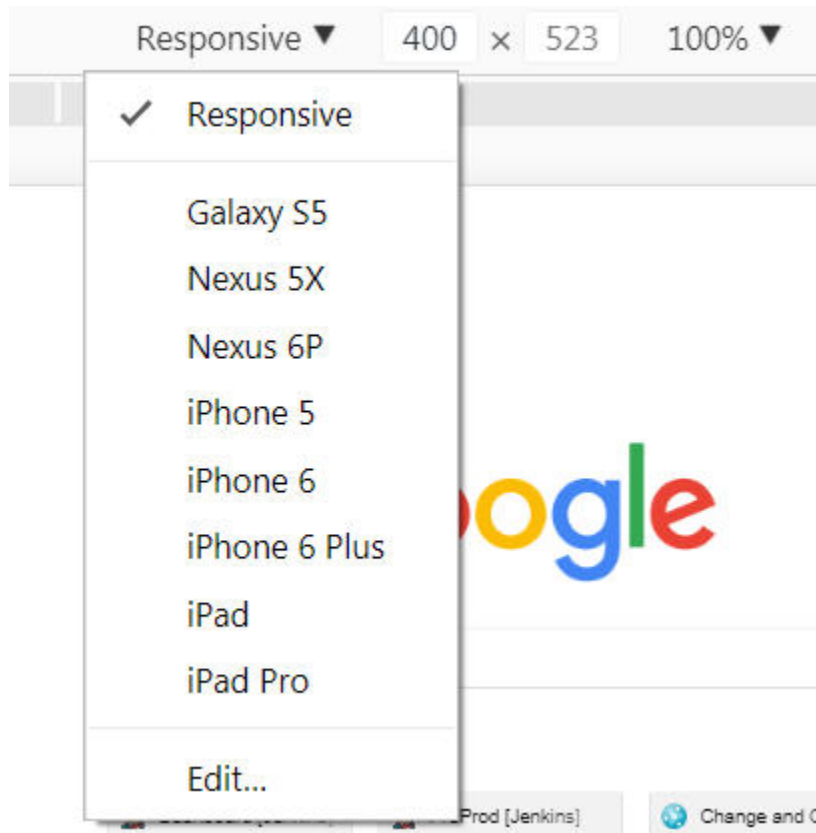 Responsive ▼ 400 × 523 100% ▼
Responsive
Galaxy S5
Nexus 5X
Nexus 6P
iPhone 5
iPhone 6
iPhone 6 Plus
iPad
iPad Pro
Edit...
ogle
Prod [Jenkins]
Change and